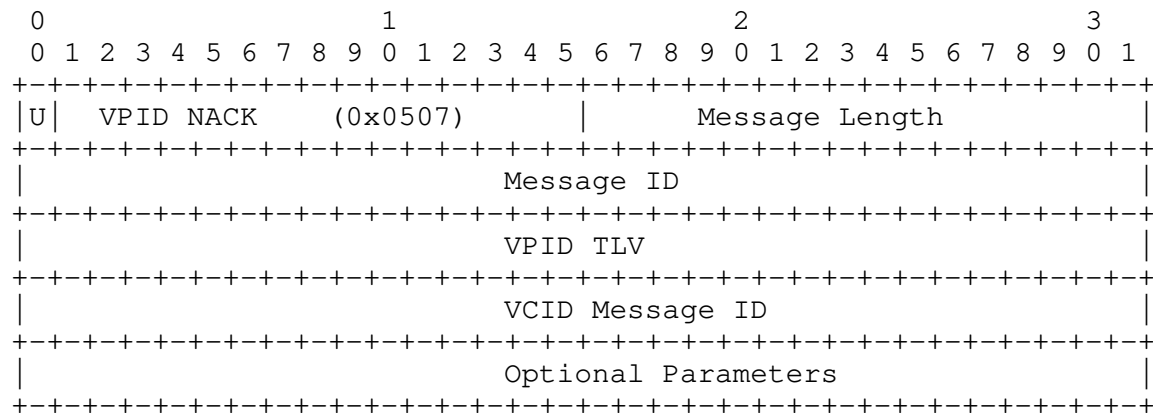 0                   1                   2                   3
 0 1 2 3 4 5 6 7 8 9 0 1 2 3 4 5 6 7 8 9 0 1 2 3 4 5 6 7 8 9 0 1
+-+-+-+-+-+-+-+-+-+-+-+-+-+-+-+-+-+-+-+-+-+-+-+-+-+-+-+-+-+-+-+-+
|U|  VPID NACK    (0x0507)      |      Message Length           |
+-+-+-+-+-+-+-+-+-+-+-+-+-+-+-+-+-+-+-+-+-+-+-+-+-+-+-+-+-+-+-+-+
|                          Message ID                           |
+-+-+-+-+-+-+-+-+-+-+-+-+-+-+-+-+-+-+-+-+-+-+-+-+-+-+-+-+-+-+-+-+
|                          VPID TLV                             |
+-+-+-+-+-+-+-+-+-+-+-+-+-+-+-+-+-+-+-+-+-+-+-+-+-+-+-+-+-+-+-+-+
|                          VCID Message ID                      |
+-+-+-+-+-+-+-+-+-+-+-+-+-+-+-+-+-+-+-+-+-+-+-+-+-+-+-+-+-+-+-+-+
|                          Optional Parameters                  |
+-+-+-+-+-+-+-+-+-+-+-+-+-+-+-+-+-+-+-+-+-+-+-+-+-+-+-+-+-+-+-+-+